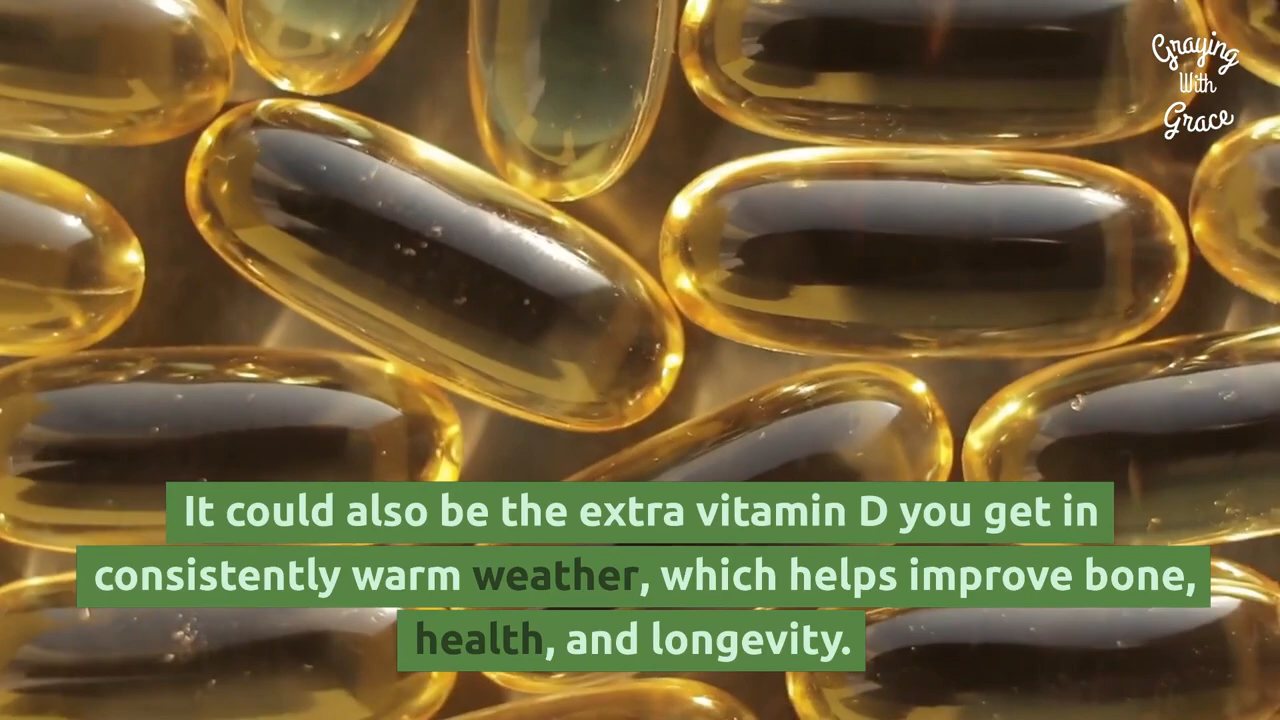 Graying
With
Grace
It could also be the extra vitamin D you get in
consistently warm weather, which helps improve bone,
health, and longevity.